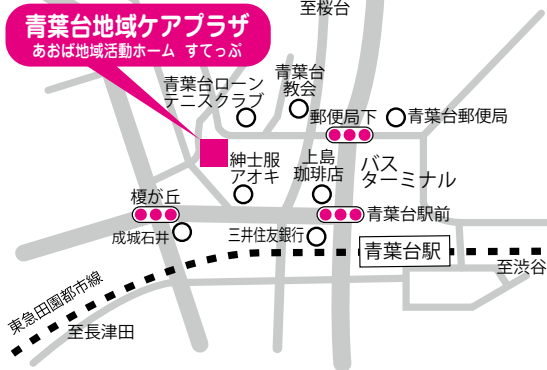 至桜台
青葉台地域ケアプラザ
あおば地域活動ホーム すてっぷ
青葉台ローン
テニスクラブ
青葉台
教会
郵便局下
青葉台郵便局
紳士服
アオキ
上島
珈琲店
バス
ターミナル
榎が丘
青葉台駅前
成城石井
三井住友銀行
青葉台駅
至渋谷
東急田園都市線
至長津田